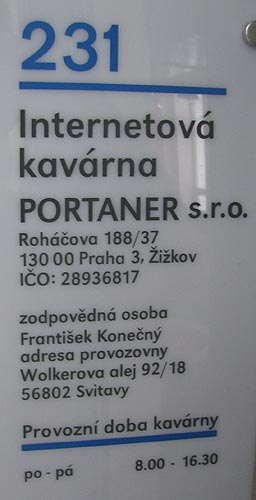 231
Internetová
kavárna
PORTANER s.r.o.
Roháčova 188/37
130 00 Praha 3, Žižkov
IČO: 28936817
zodpovědná osoba
František Konečný
adresa provozovny
Wolkerova alej 92/18
56802 Svitavy
Provozní doba kavárny
po - pá 8.00 - 16.30